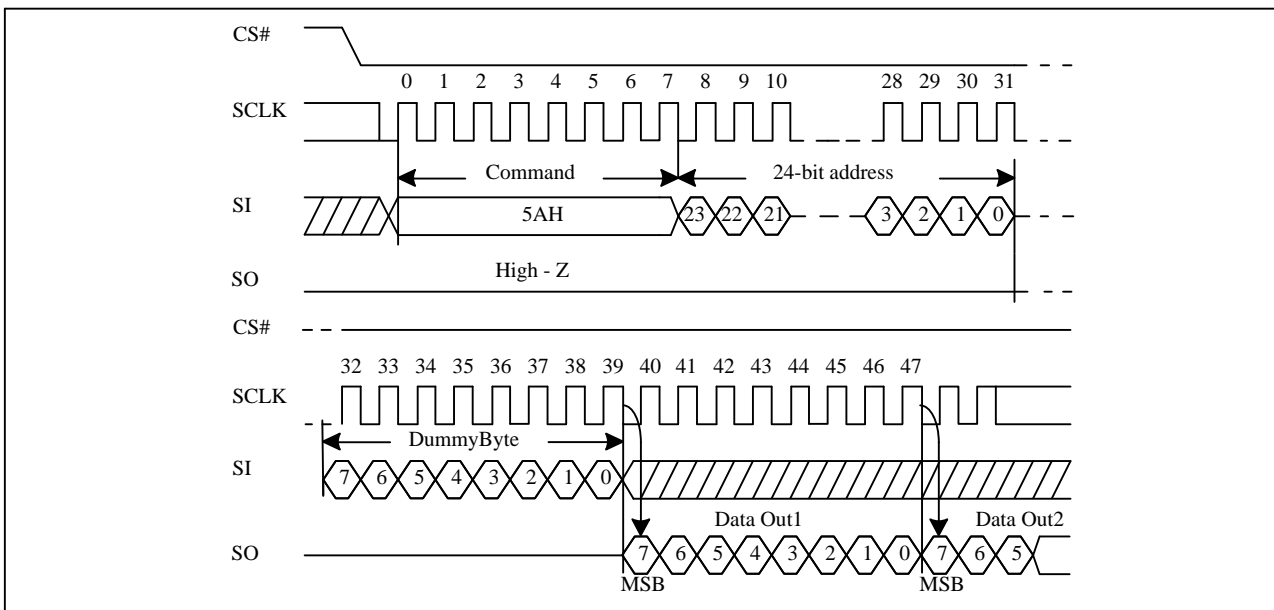 CS#
0 1 2 3 4 5 6 7 8 9 10 28 29 30 31
SCLK
Command 24-bit address
SI 5AH 23 22 21 3 2 1 0
High - Z
SO
CS#
32 33 34 35 36 37 38 39 40 41 42 43 44 45 46 47
SCLK
DummyByte
SI 7 6 5 4 3 2 1 0
Data Out1 Data Out2
SO 7 6 5 4 3 2 1 0 7 6 5
MSB MSB